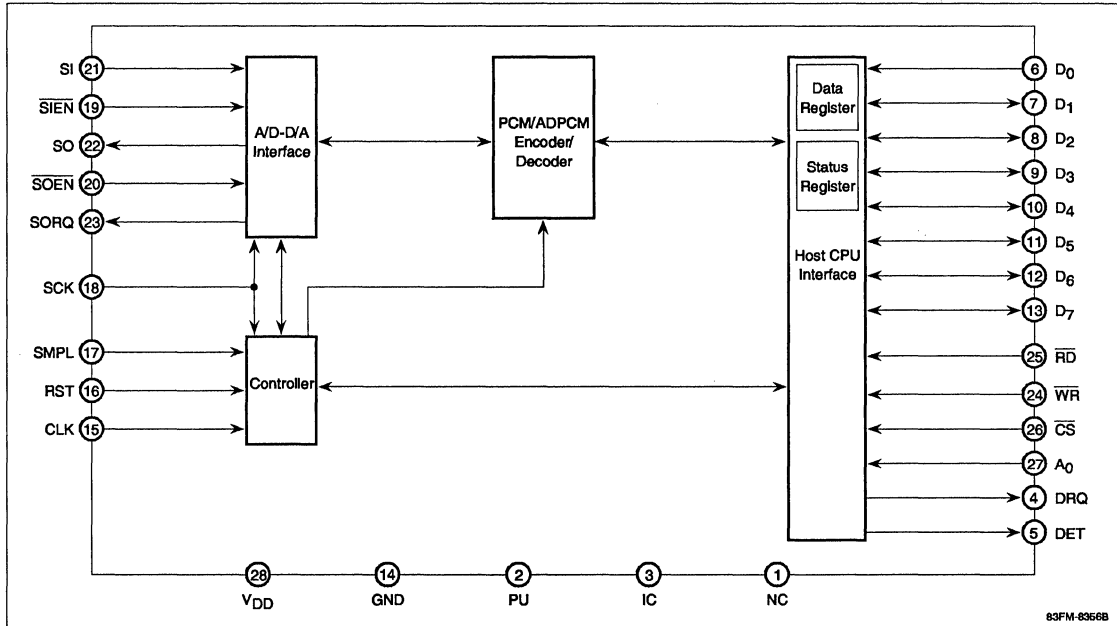 SI 21
SIEN 19
SO 22
SOEN 20
SORQ 23
SCK 18
SMPL 17
RST 16
CLK 15
A/D-D/A
Interface
Controller
PCM/ADPCM
Encoder/
Decoder
Data
Register
Status
Register
Host CPU
Interface
6 D0
7 D1
8 D2
9 D3
10 D4
11 D5
12 D6
13 D7
25 RD
24 WR
26 CS
27 A0
4 DRQ
5 DET
28 14 2 3 1
VDD GND PU IC NC
83FM-8356B